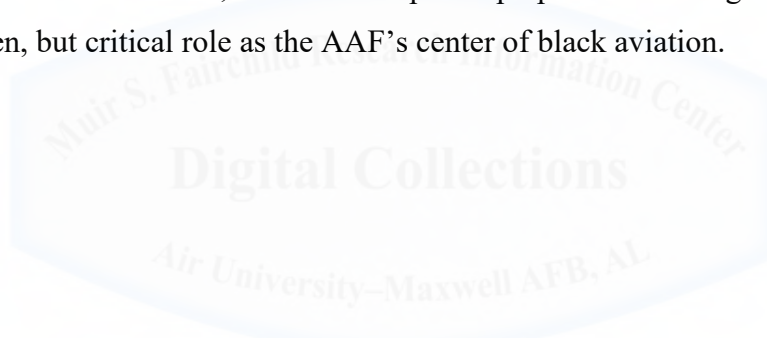 en, but critical role as the AAF’s center of black aviation.
Muir S. Fairchild Research Information Center
Digital Collections
Air University–Maxwell AFB, AL